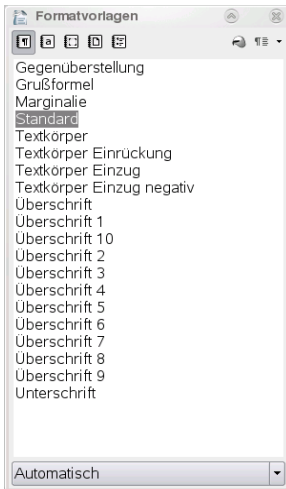 Formatvorlagen
Gegenüberstellung
Grußformel
Marginalie
Standard
Textkörper
Textkörper Einrückung
Textkörper Einzug
Textkörper Einzug negativ
Überschrift
Überschrift 1
Überschrift 10
Überschrift 2
Überschrift 3
Überschrift 4
Überschrift 5
Überschrift 6
Überschrift 7
Überschrift 8
Überschrift 9
Unterschrift
Automatisch